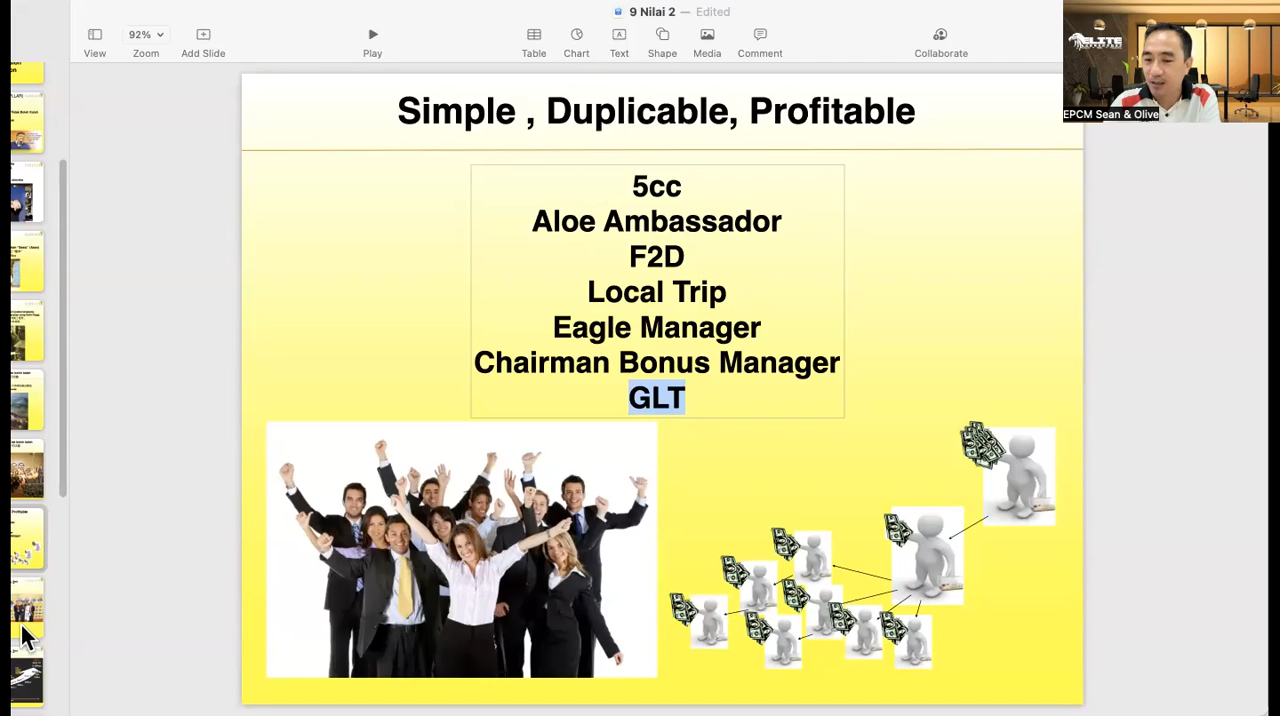 9 Nilai 2 — Edited
92%
View
Zoom
Add Slide
Play
Table
Chart
Text
Shape
Media
Comment
Collaborate
ELITE
EPCM Sean & Olive
Simple , Duplicable, Profitable
5cc
Aloe Ambassador
F2D
Local Trip
Eagle Manager
Chairman Bonus Manager
GLT